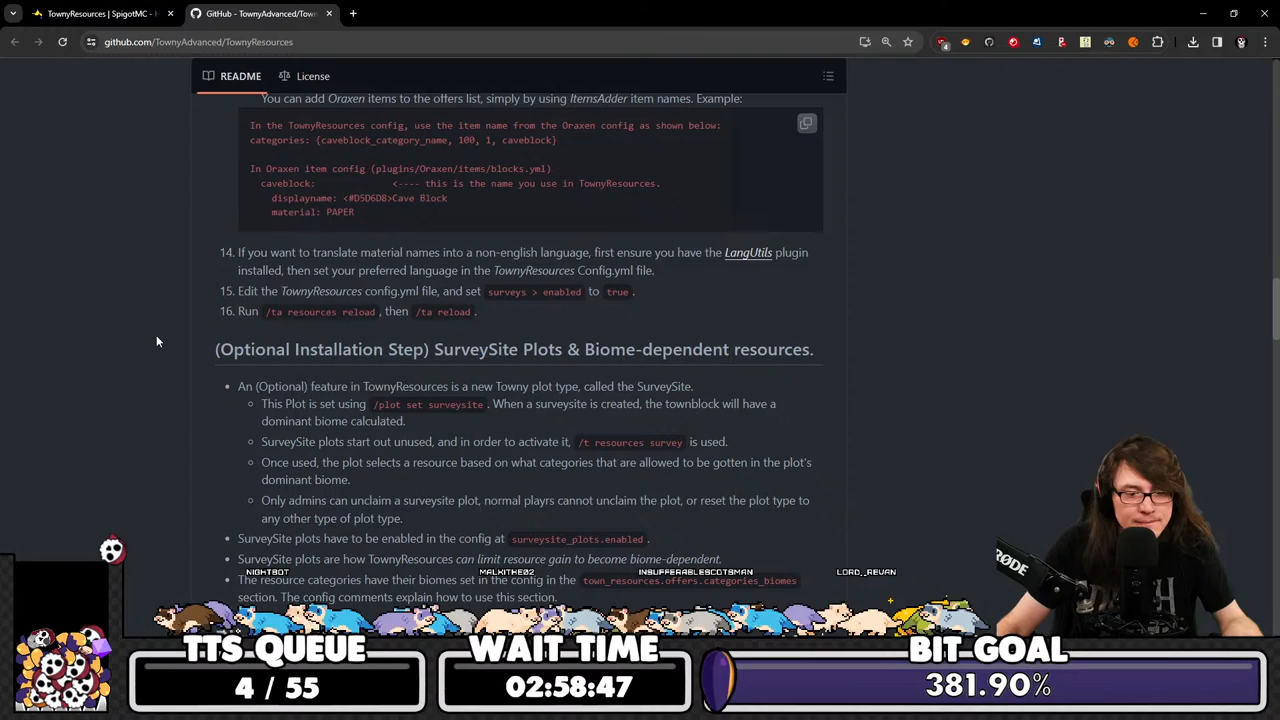 TownyResources | SpigotMC -
GitHub - TownyAdvanced/Town
github.com/TownyAdvanced/TownyResources
4
README
License
You can add Oraxen items to the offers list, simply by using ItemsAdder item names. Example:
In the TownyResources config, use the item name from the Oraxen config as shown below:
categories: {caveblock_category_name, 100, 1, caveblock}
In Oraxen item config (plugins/Oraxen/items/blocks.yml)
caveblock: <---- this is the name you use in TownyResources.
displayname: <#D5D6D8>Cave Block
material: PAPER
14. If you want to translate material names into a non-english language, first ensure you have the LangUtils plugin
installed, then set your preferred language in the TownyResources Config.yml file.
15. Edit the TownyResources config.yml file, and set surveys > enabled to true.
16. Run /ta resources reload, then /ta reload.
(Optional Installation Step) SurveySite Plots & Biome-dependent resources.
• An (Optional) feature in TownyResources is a new Towny plot type, called the SurveySite.
○ This Plot is set using /plot set surveysite. When a surveysite is created, the townblock will have a
dominant biome calculated.
○ SurveySite plots start out unused, and in order to activate it, /t resources survey is used.
○ Once used, the plot selects a resource based on what categories that are allowed to be gotten in the plot's
dominant biome.
○ Only admins can unclaim a surveysite plot, normal playrs cannot unclaim the plot, or reset the plot type to
any other type of plot type.
• SurveySite plots have to be enabled in the config at surveysite_plots.enabled.
• SurveySite plots are how TownyResources can limit resource gain to become biome-dependent.
• The resource categories have their biomes set in the config in the town_resources.offers.categories_biomes
section. The config comments explain how to use this section.
RØDE
NIGHTBOT
MALKITHE02
INSUFFERABLESCOTSMAN
LORD_REVAN
TTS QUEUE
4 / 55
WAIT TIME
02:58:47
BIT GOAL
381.90%